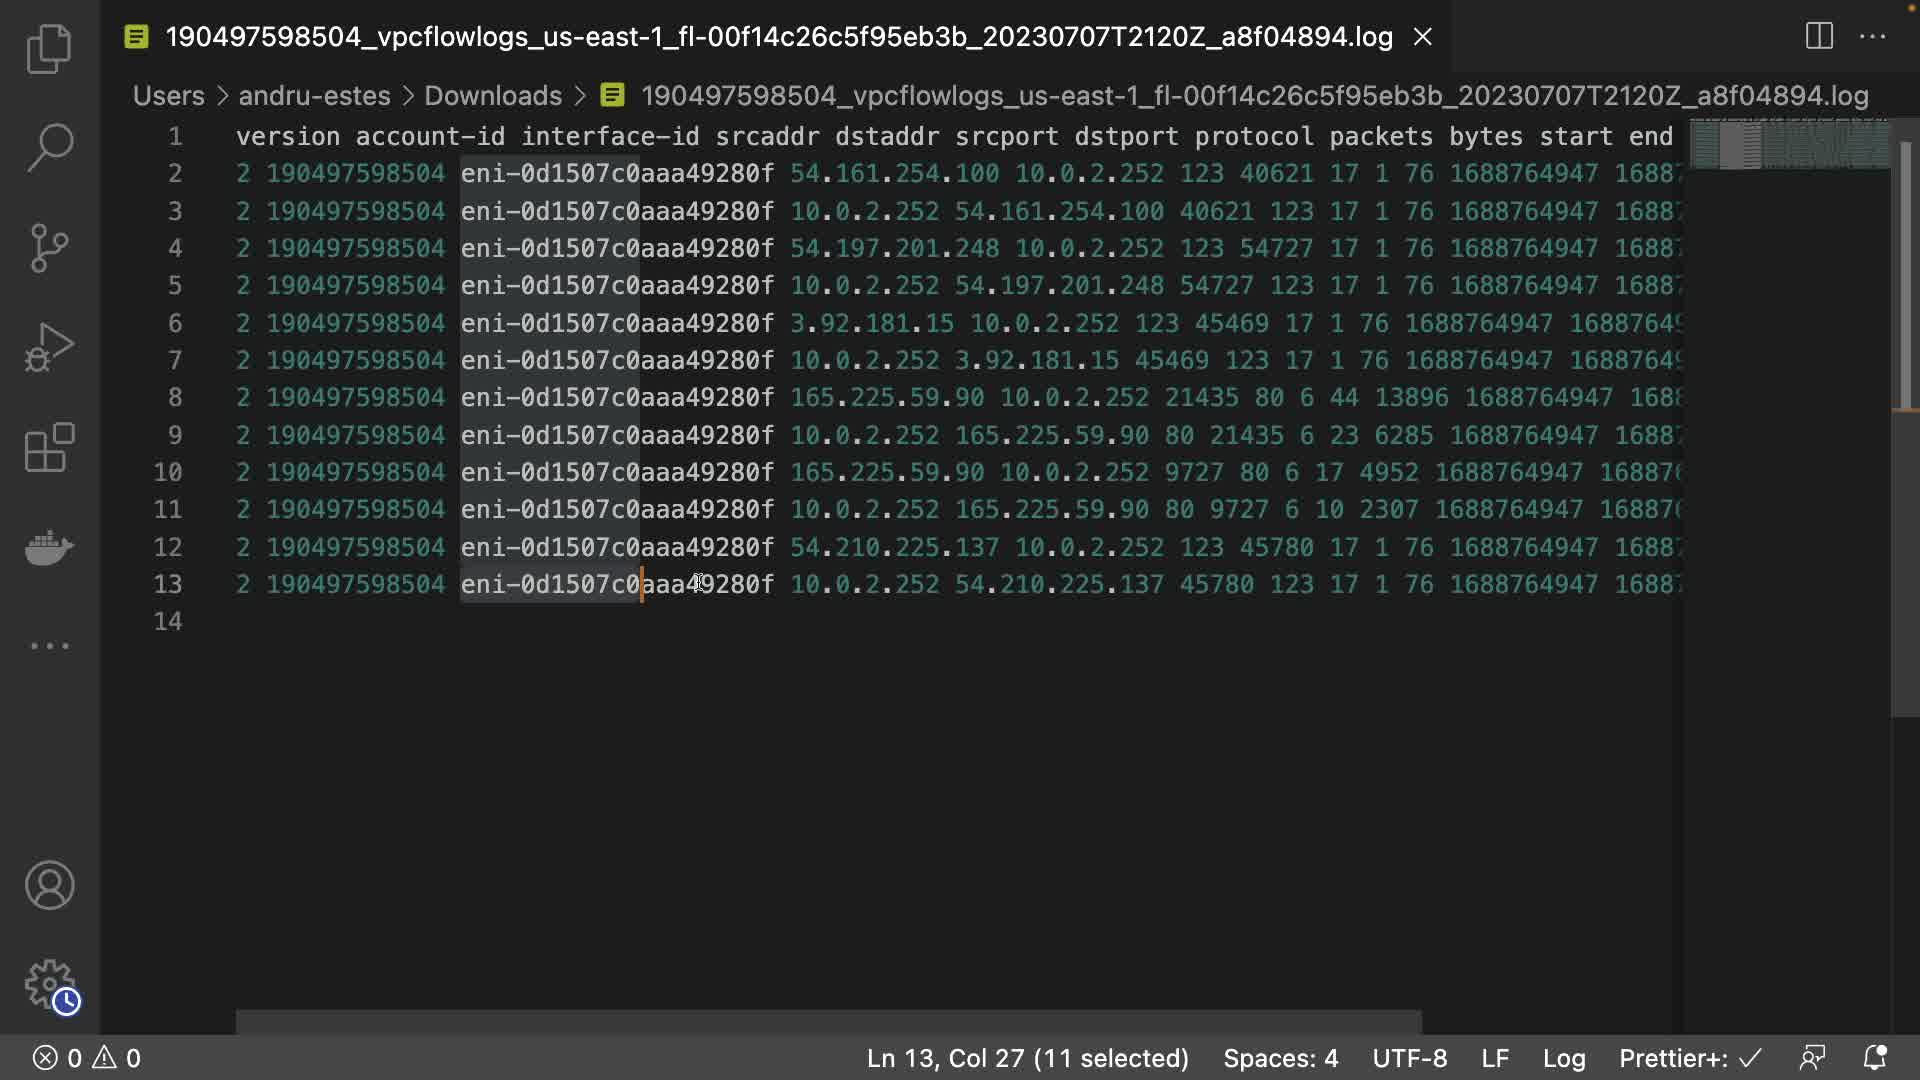 190497598504_vpcflowlogs_us-east-1_fl-00f14c26c5f95eb3b_20230707T2120Z_a8f04894.log
Users > andru-estes > Downloads > 190497598504_vpcflowlogs_us-east-1_fl-00f14c26c5f95eb3b_20230707T2120Z_a8f04894.log
1 version account-id interface-id srcaddr dstaddr srcport dstport protocol packets bytes start end
2 2 190497598504 eni-0d1507c0aaa49280f 54.161.254.100 10.0.2.252 123 40621 17 1 76 1688764947 1688
3 2 190497598504 eni-0d1507c0aaa49280f 10.0.2.252 54.161.254.100 40621 123 17 1 76 1688764947 1688
4 2 190497598504 eni-0d1507c0aaa49280f 54.197.201.248 10.0.2.252 123 54727 17 1 76 1688764947 1688
5 2 190497598504 eni-0d1507c0aaa49280f 10.0.2.252 54.197.201.248 54727 123 17 1 76 1688764947 1688
6 2 190497598504 eni-0d1507c0aaa49280f 3.92.181.15 10.0.2.252 123 45469 17 1 76 1688764947 1688764
7 2 190497598504 eni-0d1507c0aaa49280f 10.0.2.252 3.92.181.15 45469 123 17 1 76 1688764947 1688764
8 2 190497598504 eni-0d1507c0aaa49280f 165.225.59.90 10.0.2.252 21435 80 6 44 13896 1688764947 168
9 2 190497598504 eni-0d1507c0aaa49280f 10.0.2.252 165.225.59.90 80 21435 6 23 6285 1688764947 1688
10 2 190497598504 eni-0d1507c0aaa49280f 165.225.59.90 10.0.2.252 9727 80 6 17 4952 1688764947 16887
11 2 190497598504 eni-0d1507c0aaa49280f 10.0.2.252 165.225.59.90 80 9727 6 10 2307 1688764947 16887
12 2 190497598504 eni-0d1507c0aaa49280f 54.210.225.137 10.0.2.252 123 45780 17 1 76 1688764947 1688
13 2 190497598504 eni-0d1507c0aaa49280f 10.0.2.252 54.210.225.137 45780 123 17 1 76 1688764947 1688
14
0 0 Ln 13, Col 27 (11 selected) Spaces: 4 UTF-8 LF Log Prettier+: ✓